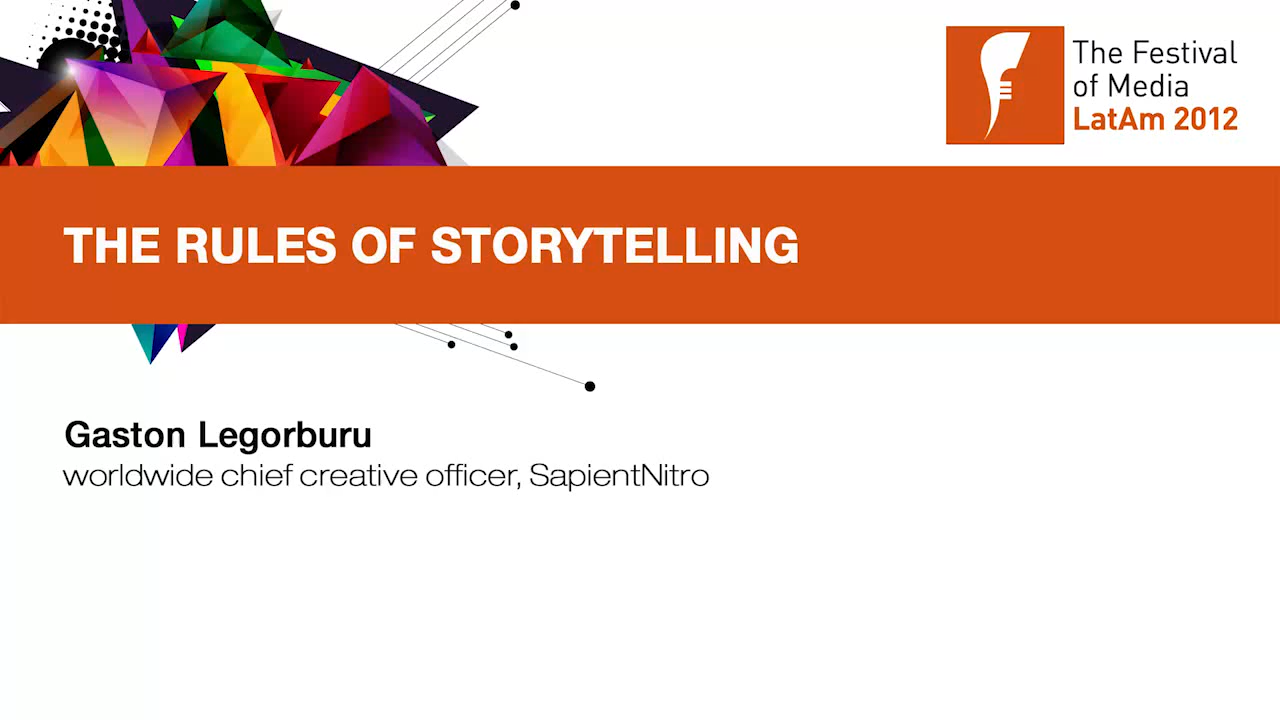 The Festival
of Media
LatAm 2012
THE RULES OF STORYTELLING
Gaston Legorburu
worldwide chief creative officer, SapientNitro